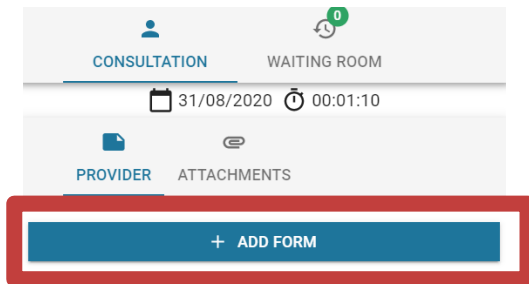 0
CONSULTATION WAITING ROOM
31/08/2020 00:01:10
PROVIDER ATTACHMENTS
+ ADD FORM